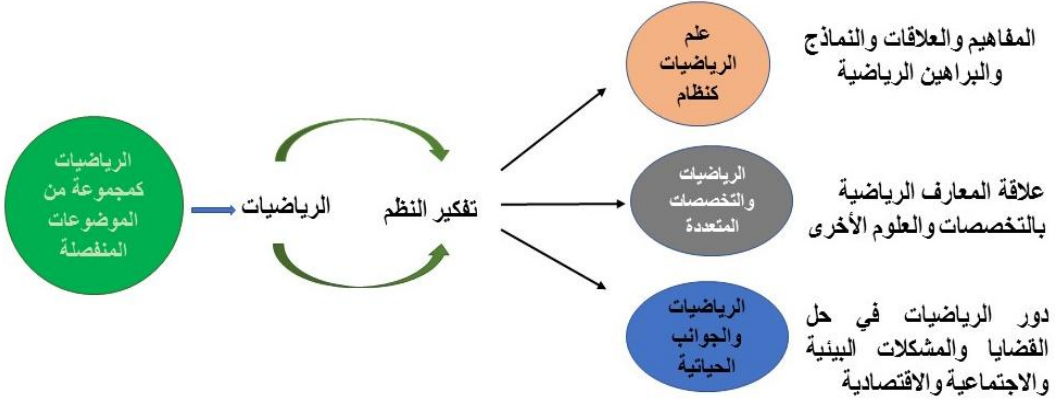 علم
الرياضيات
كنظام
المفاهيم والعلاقات والنماذج
والبراهين الرياضية
الرياضيات
كمجموعة من
الموضوعات
المنفصلة
الرياضيات
تفكير النظم
الرياضيات
والتخصصات
المتعددة
علاقة المعارف الرياضية
بالتخصصات والعلوم الأخرى
الرياضيات
والجوانب
الحياتية
دور الرياضيات في حل
القضايا والمشكلات البيئية
والاجتماعية والاقتصادية